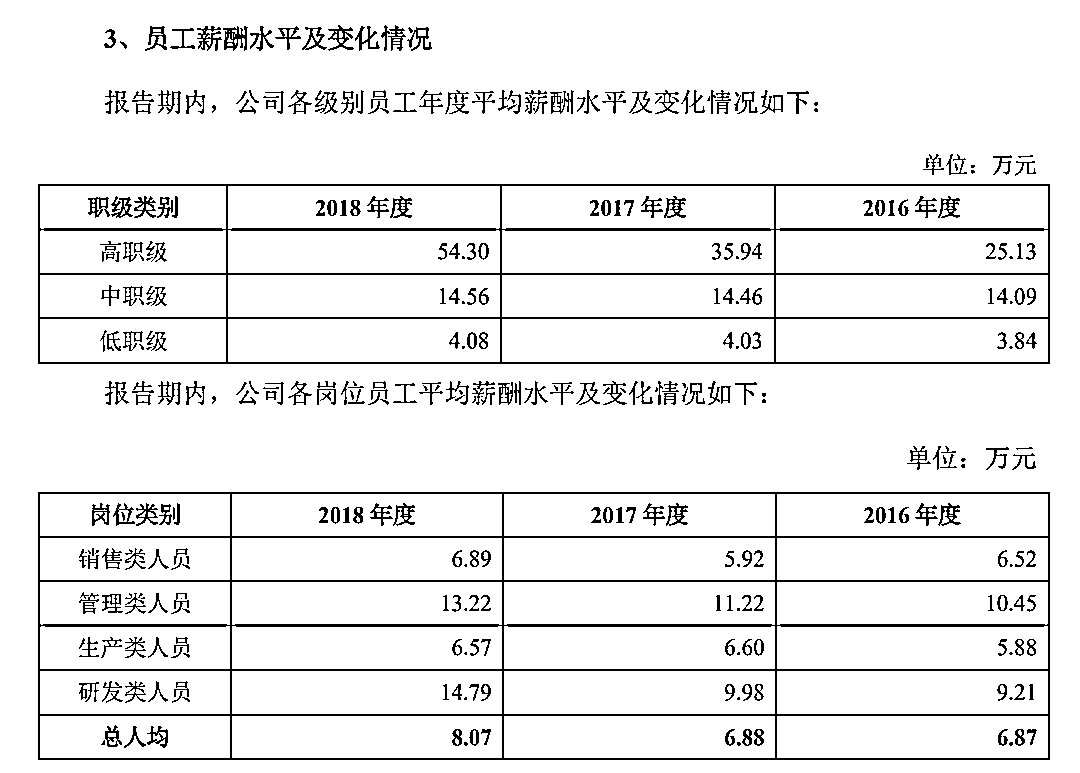 3、员工薪酬水平及变化情况
报告期内，公司各级别员工年度平均薪酬水平及变化情况如下：
单位：万元
职级类别 2018 年度 2017 年度 2016 年度
高职级 54.30 35.94 25.13
中职级 14.56 14.46 14.09
低职级 4.08 4.03 3.84
报告期内，公司各岗位员工平均薪酬水平及变化情况如下：
单位：万元
岗位类别 2018 年度 2017 年度 2016 年度
销售类人员 6.89 5.92 6.52
管理类人员 13.22 11.22 10.45
生产类人员 6.57 6.60 5.88
研发类人员 14.79 9.98 9.21
总人均 8.07 6.88 6.87